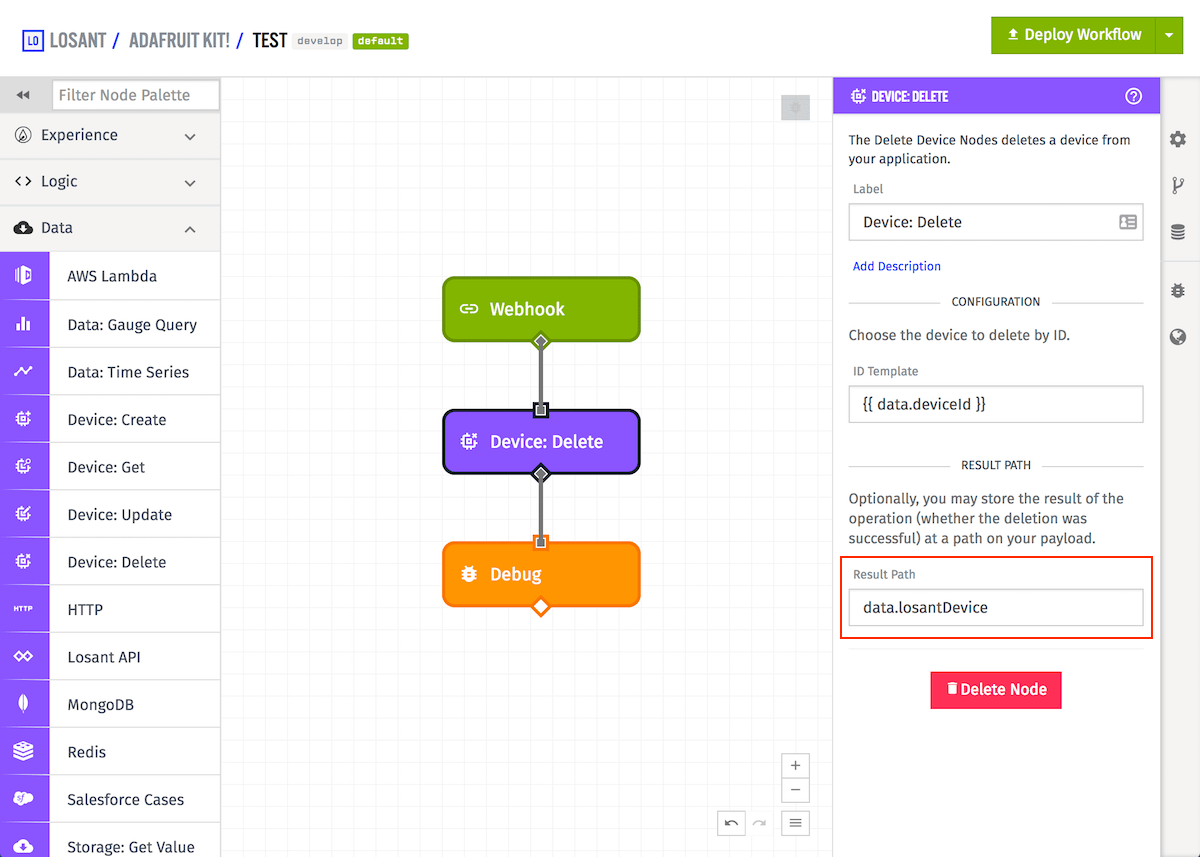 LO LOSANT / ADAFRUIT KIT! / TEST develop default
Deploy Workflow
Filter Node Palette
Experience
Logic
Data
AWS Lambda
Data: Gauge Query
Data: Time Series
Device: Create
Device: Get
Device: Update
Device: Delete
HTTP HTTP
Losant API
MongoDB
Redis
Salesforce Cases
Storage: Get Value
Webhook
Device: Delete
Debug
DEVICE: DELETE
The Delete Device Nodes deletes a device from
your application.
Label
Device: Delete
Add Description
CONFIGURATION
Choose the device to delete by ID.
ID Template
{{ data.deviceId }}
RESULT PATH
Optionally, you may store the result of the
operation (whether the deletion was
successful) at a path on your payload.
Result Path
data.losantDevice
Delete Node